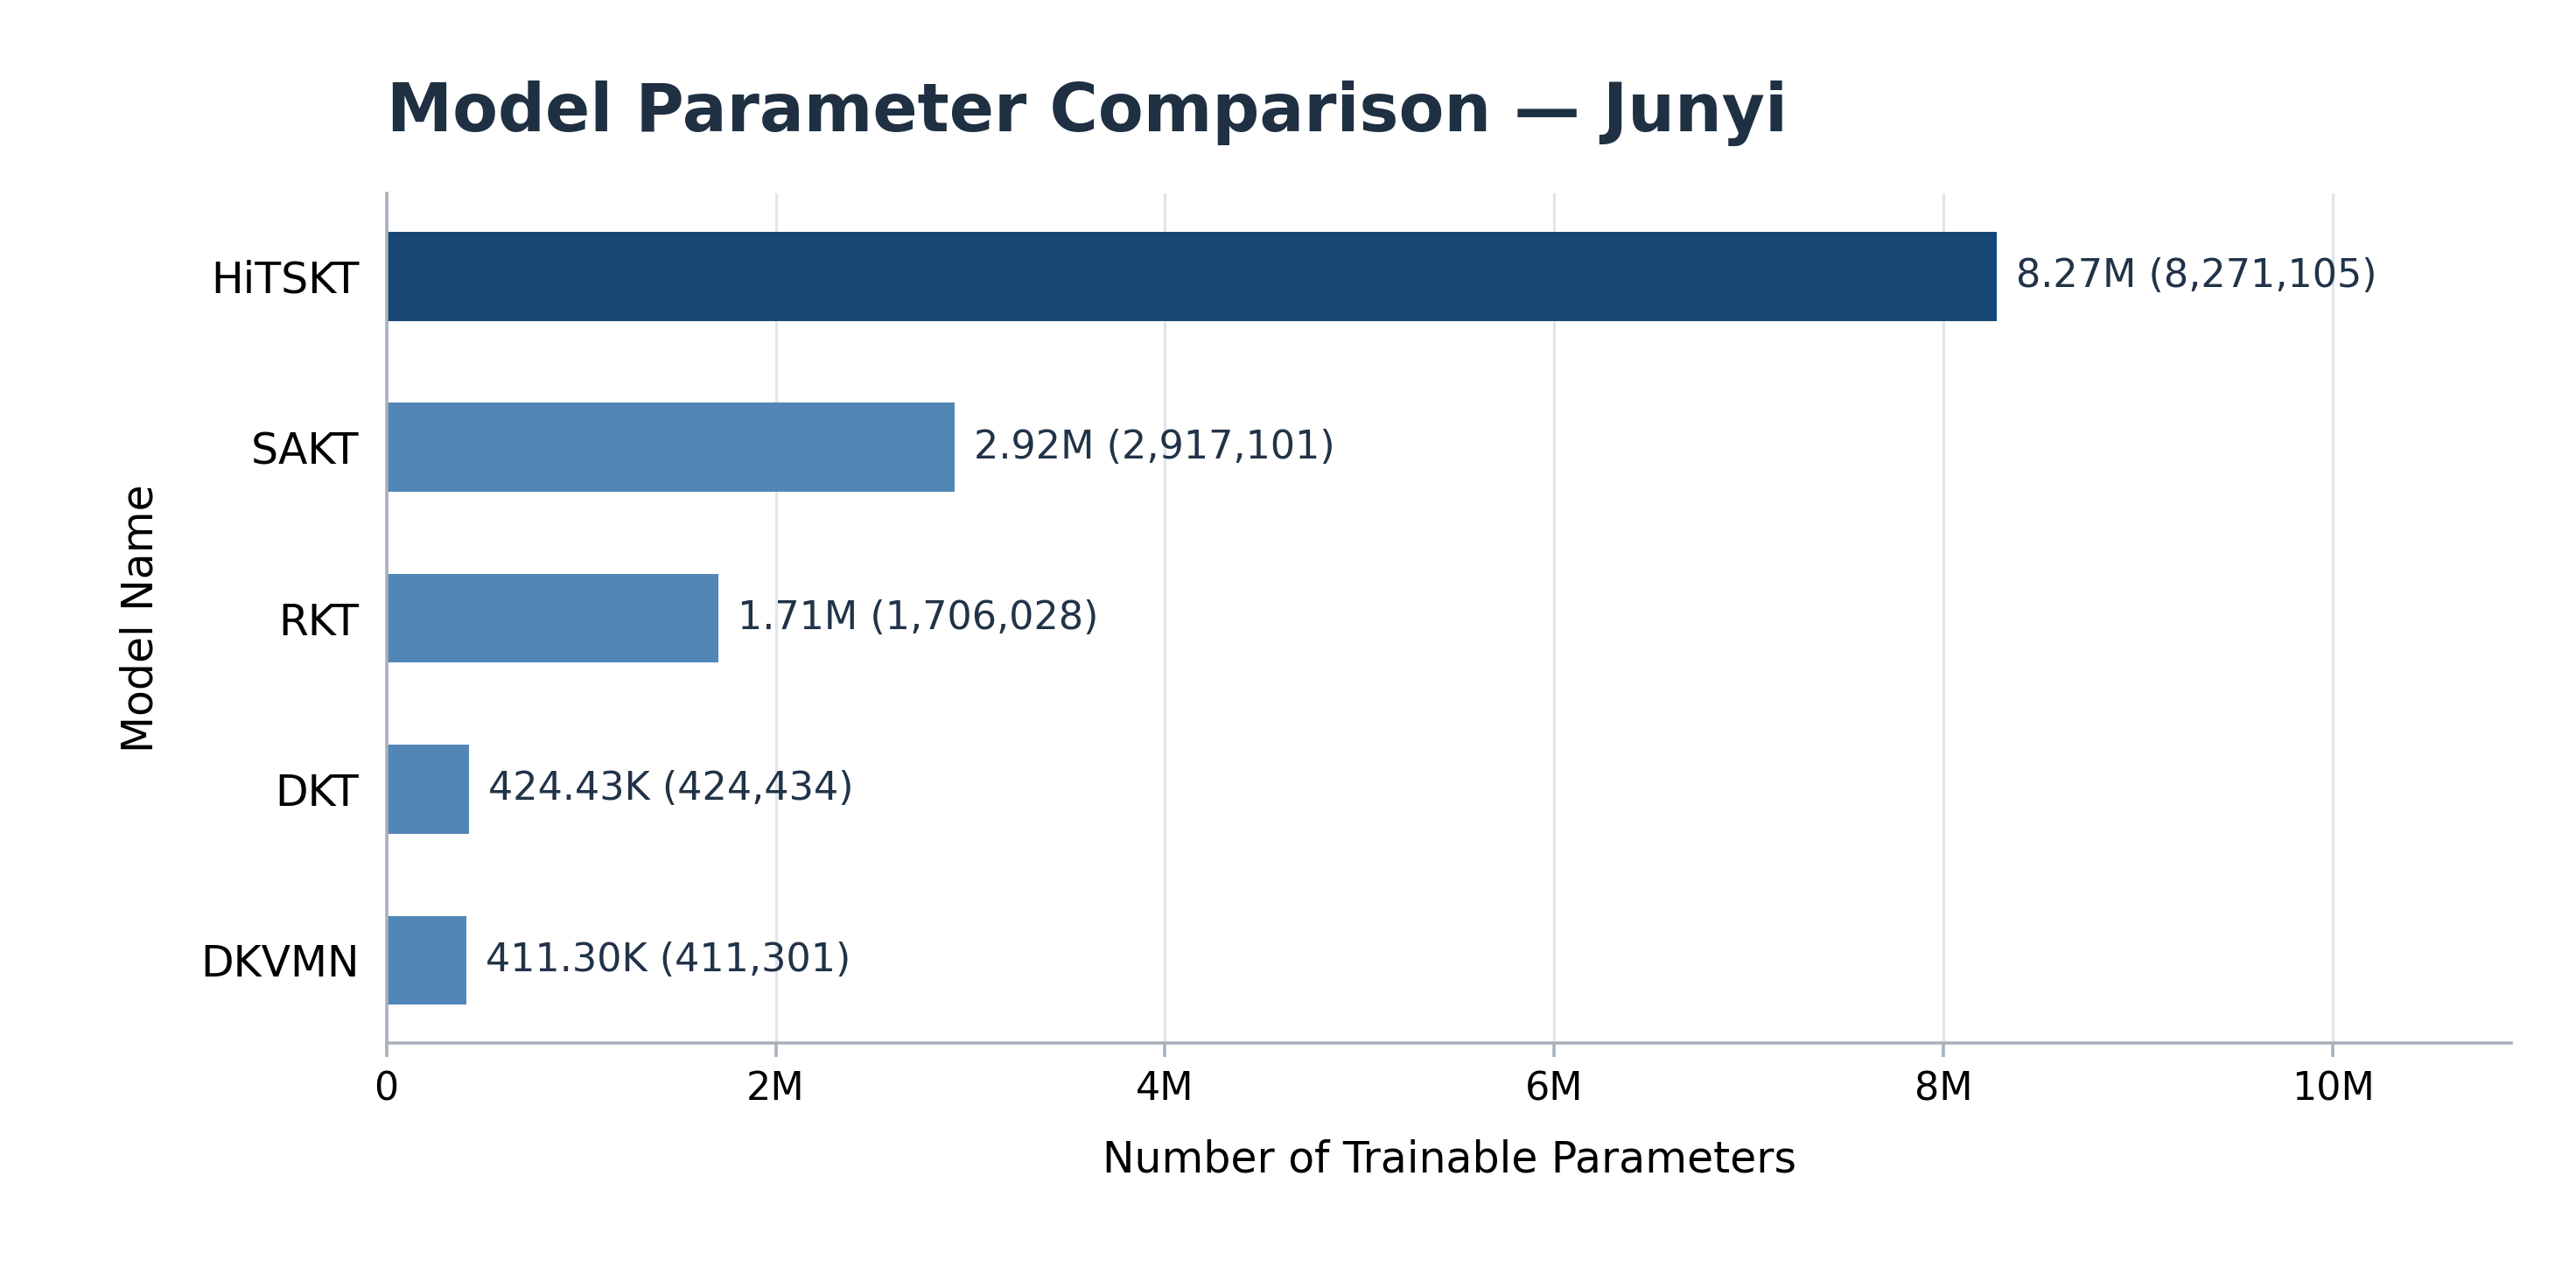 Model Parameter Comparison — Junyi
Model Name
HiTSKT
8.27M (8,271,105)
SAKT
2.92M (2,917,101)
RKT
1.71M (1,706,028)
DKT
424.43K (424,434)
DKVMN
411.30K (411,301)
0 2M 4M 6M 8M 10M
Number of Trainable Parameters